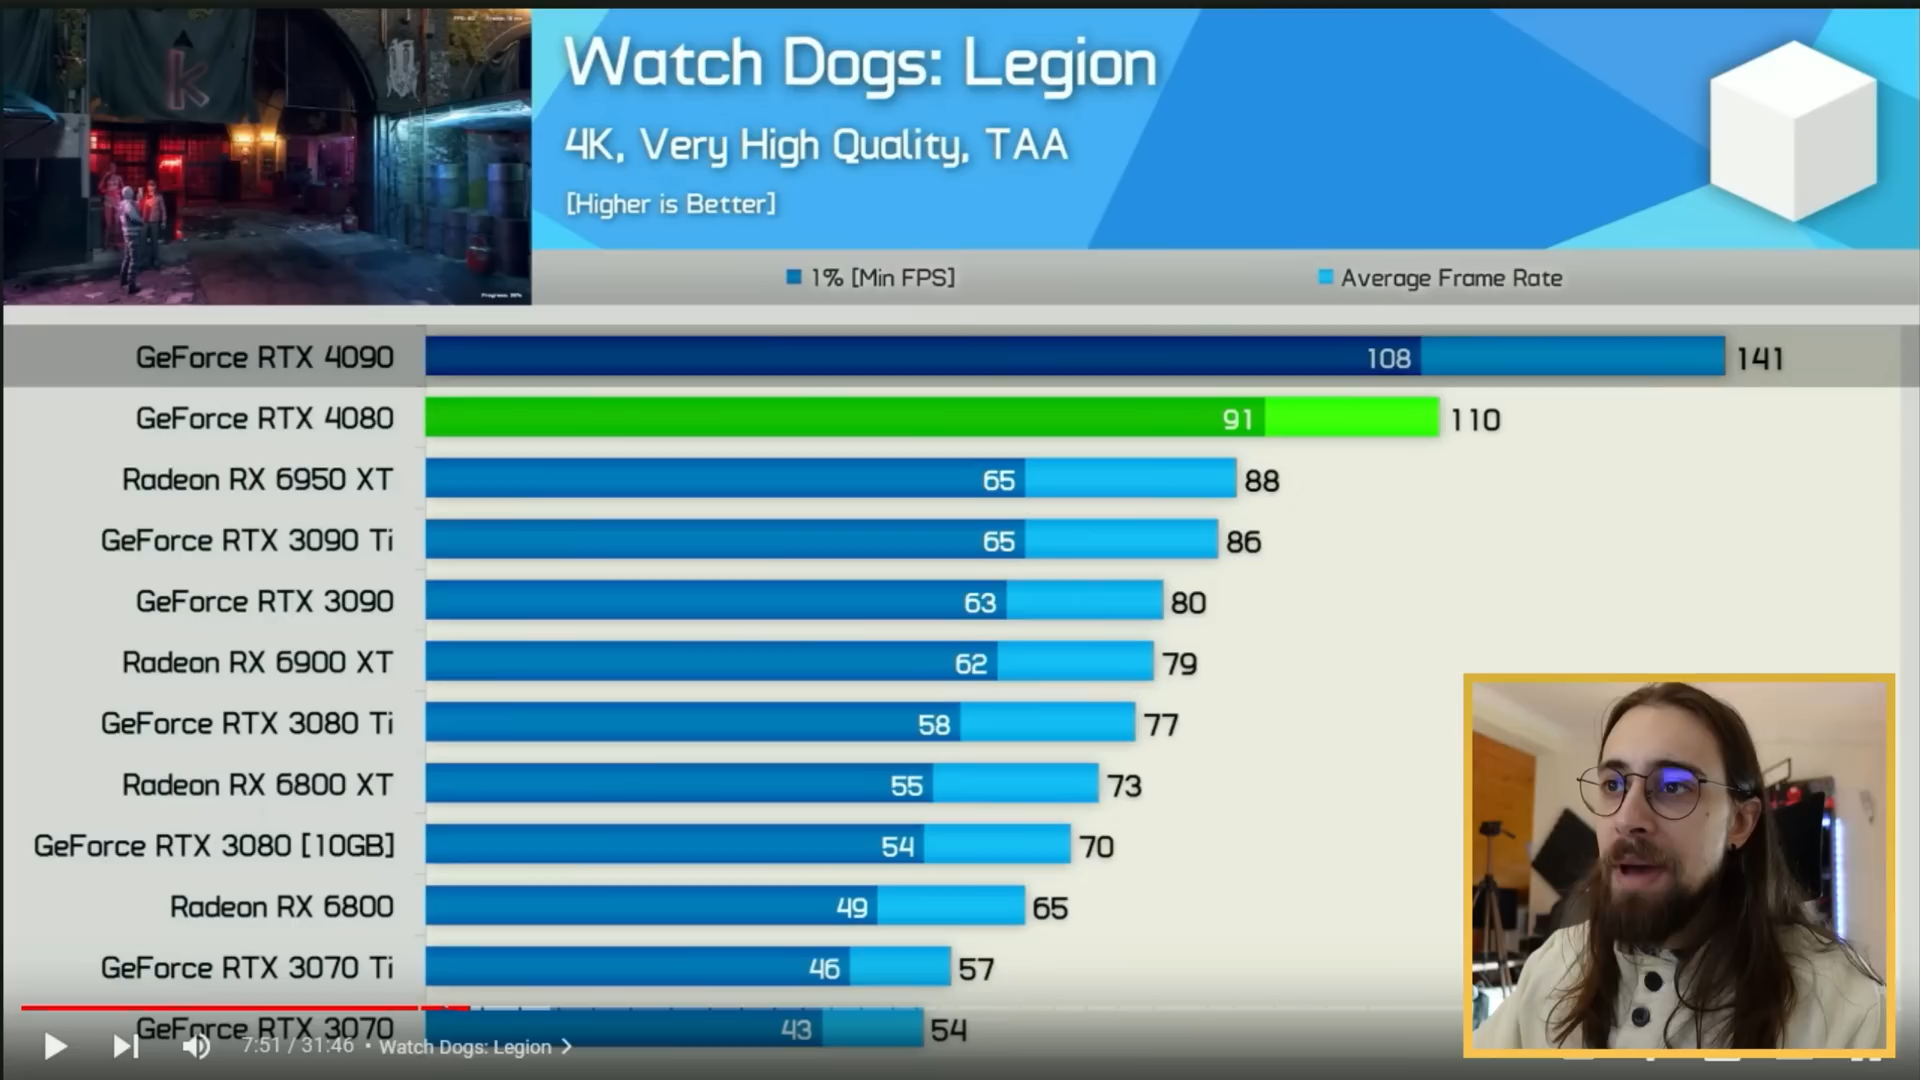 Watch Dogs: Legion
4K, Very High Quality, TAA
[Higher is Better]
1% [Min FPS]
Average Frame Rate
GeForce RTX 4090 108 141
GeForce RTX 4080 91 110
Radeon RX 6950 XT 65 88
GeForce RTX 3090 Ti 65 86
GeForce RTX 3090 63 80
Radeon RX 6900 XT 62 79
GeForce RTX 3080 Ti 58 77
Radeon RX 6800 XT 55 73
GeForce RTX 3080 [10GB] 54 70
Radeon RX 6800 49 65
GeForce RTX 3070 Ti 46 57
GeForce RTX 3070 43 54
7:51 / 31:46 • Watch Dogs: Legion >